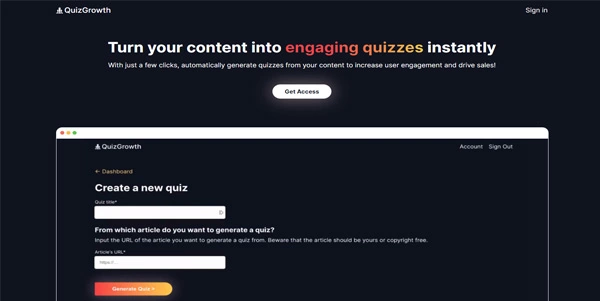 QuizGrowth
Sign in
Turn your content into engaging quizzes instantly
With just a few clicks, automatically generate quizzes from your content to increase user engagement and drive sales!
Get Access
QuizGrowth
Account Sign Out
← Dashboard
Create a new quiz
Quiz title*
From which article do you want to generate a quiz?
Input the URL of the article you want to generate a quiz from. Beware that the article should be yours or copyright free.
Article's URL*
https://...
Generate Quiz >